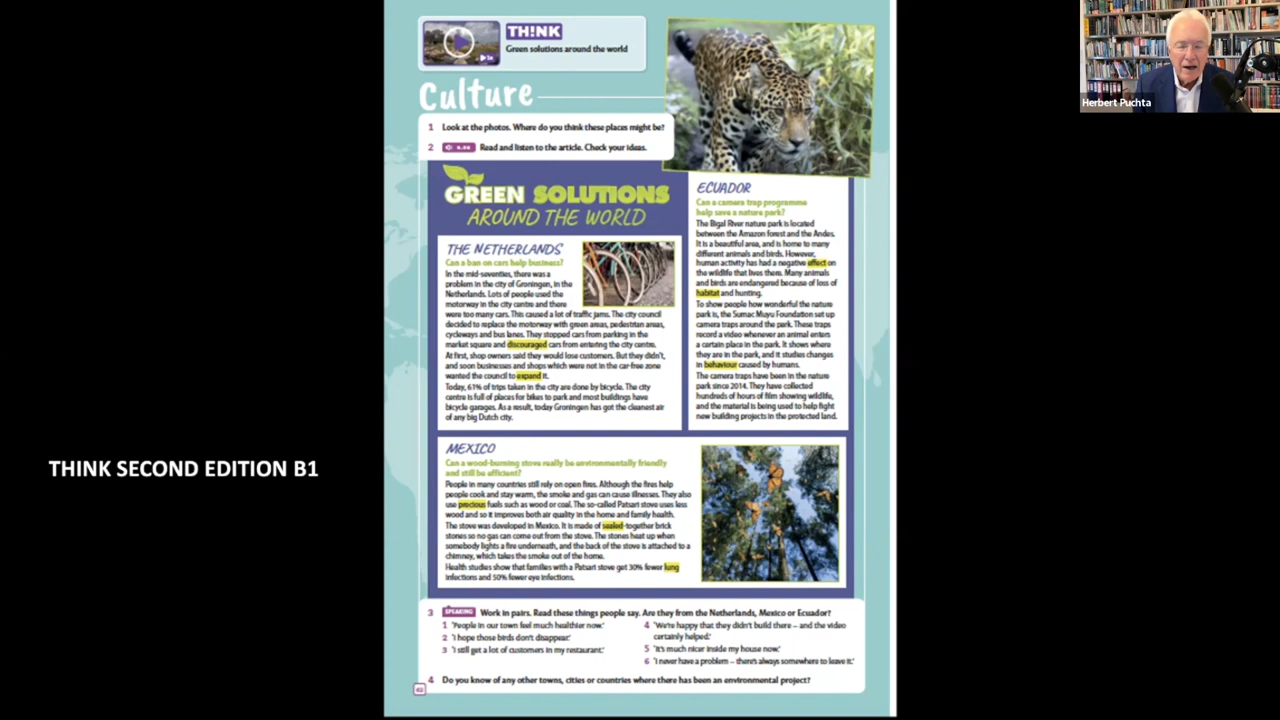 TH!NK
Green solutions around the world
Herbert Puchta
Culture
1 Look at the photos. Where do you think these places might be?
2 Read and listen to the article. Check your ideas.
GREEN SOLUTIONS
AROUND THE WORLD
THE NETHERLANDS
Can a ban on cars help business?
In the mid-seventies, there was a
problem in the city of Groningen, in the
Netherlands. Lots of people used the
motorway in the city centre and there
were too many cars. This caused a lot of traffic jams. The city council
decided to replace the motorway with green areas, pedestrian areas,
cycleways and bus lanes. They stopped cars from parking in the
market square and discouraged cars from entering the city centre.
At first, shop owners said they would lose customers. But they didn't,
and soon businesses and shops which were not in the car-free zone
wanted the council to expand it.
Today, 61% of trips taken in the city are done by bicycle. The city
centre is full of places for bikes to park and most buildings have
bicycle garages. As a result, today Groningen has got the cleanest air
of any big Dutch city.
ECUADOR
Can a camera trap programme
help save a nature park?
The Bigal River nature park is located
between the Amazon forest and the Andes.
It is a beautiful area, and is home to many
different animals and birds. However,
human activity has had a negative effect on
the wildlife that lives there. Many animals
and birds are endangered because of loss of
habitat and hunting.
To show people how wonderful the nature
park is, the Sumac Muyu Foundation set up
camera traps around the park. These traps
record a video whenever an animal enters
a certain place in the park. It shows where
they are in the park, and it studies changes
in behaviour caused by humans.
The camera traps have been in the nature
park since 2014. They have collected
hundreds of hours of film showing wildlife,
and the material is being used to help fight
new building projects in the protected land.
MEXICO
Can a wood-burning stove really be environmentally friendly
and still be efficient?
People in many countries still rely on open fires. Although the fires help
people cook and stay warm, the smoke and gas can cause illnesses. They also
use precious fuels such as wood or coal. The so-called Patsari stove uses less
wood and so it improves both air quality in the home and family health.
The stove was developed in Mexico. It is made of sealed-together brick
stones so no gas can come out from the stove. The stones heat up when
somebody lights a fire underneath, and the back of the stove is attached to a
chimney, which takes the smoke out of the home.
Health studies show that families with a Patsari stove get 30% fewer lung
infections and 50% fewer eye infections.
THINK SECOND EDITION B1
3 SPEAKING Work in pairs. Read these things people say. Are they from the Netherlands, Mexico or Ecuador?
1 'People in our town feel much healthier now.'
2 'I hope those birds don't disappear.'
3 'I still get a lot of customers in my restaurant.'
4 'We're happy that they didn't build there – and the video
certainly helped.'
5 'It's much nicer inside my house now.'
6 'I never have a problem – there's always somewhere to leave it.'
4 Do you know of any other towns, cities or countries where there has been an environmental project?